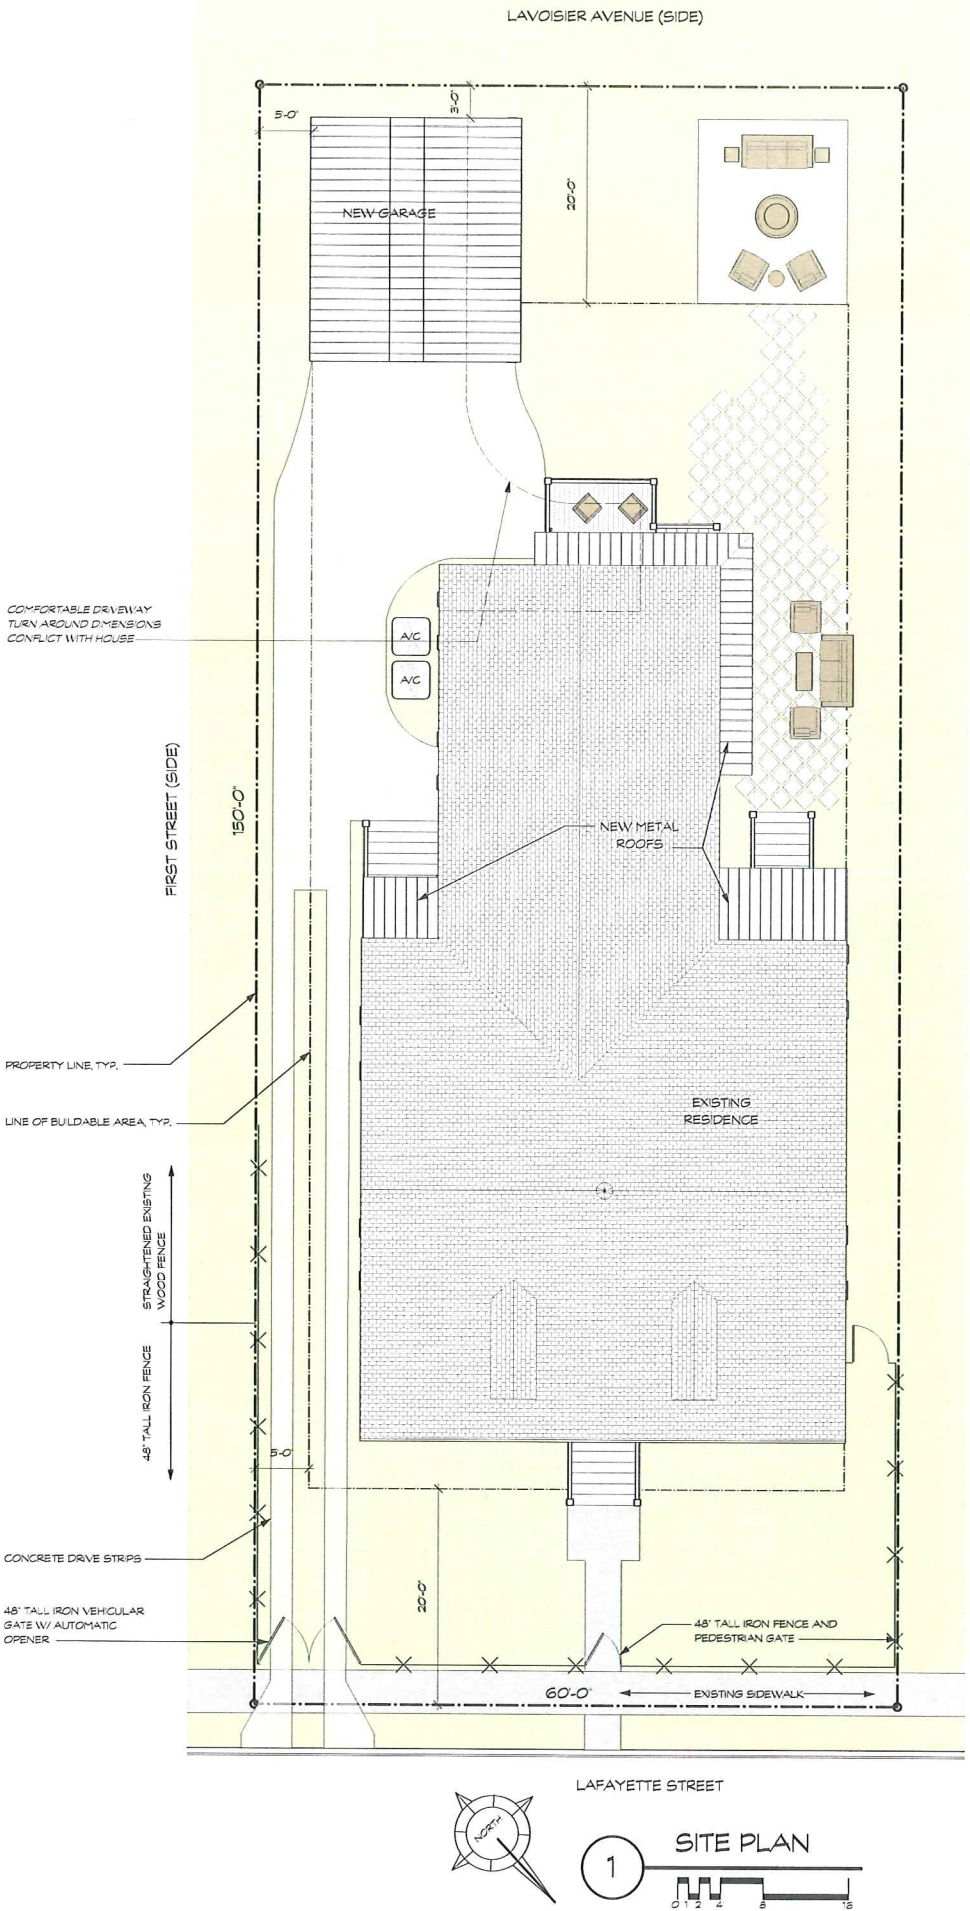 LAVOISIER AVENUE (SIDE)
5'-0"
3'-0"
20'-0"
NEW GARAGE
COMFORTABLE DRIVEWAY
TURN AROUND DIMENSIONS
CONFLICT WITH HOUSE
A/C
A/C
FIRST STREET (SIDE)
150'-0"
NEW METAL
ROOFS
PROPERTY LINE, TYP.
LINE OF BUILDABLE AREA, TYP.
EXISTING
RESIDENCE
STRAIGHTENED EXISTING
WOOD FENCE
48" TALL IRON FENCE
5'-0"
CONCRETE DRIVE STRIPS
20'-0"
48" TALL IRON VEHICULAR
GATE W/ AUTOMATIC
OPENER
48" TALL IRON FENCE AND
PEDESTRIAN GATE
60'-0"
EXISTING SIDEWALK
LAFAYETTE STREET
NORTH
1
SITE PLAN
0 1 2 4 8 16